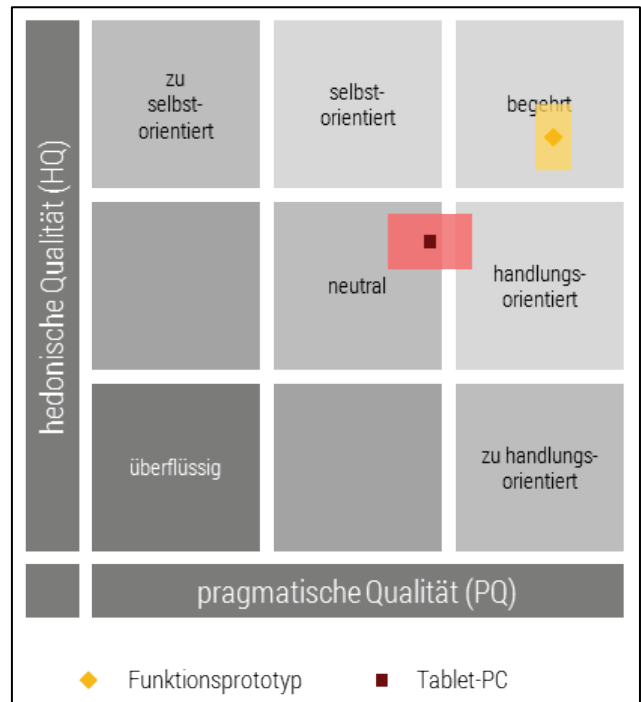 hedonische Qualität (HQ)
zu
selbst-
orientiert
selbst-
orientiert
begehrt
neutral
handlungs-
orientiert
überflüssig
zu handlungs-
orientiert
pragmatische Qualität (PQ)
Funktionsprototyp
Tablet-PC